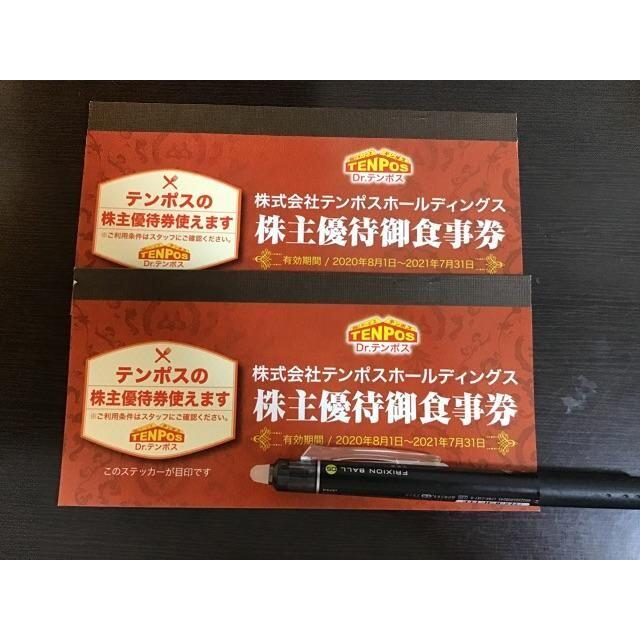 TENPOS
Dr.テンポス
テンポスの
株主優待券使えます
※ご利用条件はスタッフにご確認ください。
TENPOS
Dr.テンポス
株式会社テンポスホールディングス
株主優待御食事券
有効期間 / 2020年8月1日~2021年7月31日
TENPOS
Dr.テンポス
テンポスの
株主優待券使えます
※ご利用条件はスタッフにご確認ください。
TENPOS
Dr.テンポス
このステッカーが目印です
株式会社テンポスホールディングス
株主優待御食事券
有効期間 / 2020年8月1日~2021年7月31日
FRIXION BALL
05